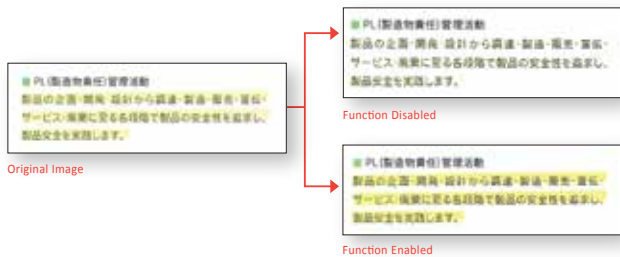 ■ PL(製造物責任)管理活動
製品の企画・開発・設計から調達・製造・販売・宣伝・
サービス・廃棄に至る各段階で製品の安全性を追求し、
製品安全を実践します。
Original Image
■ PL(製造物責任)管理活動
製品の企画・開発・設計から調達・製造・販売・宣伝・
サービス・廃棄に至る各段階で製品の安全性を追求し、
製品安全を実践します。
Function Disabled
■ PL(製造物責任)管理活動
製品の企画・開発・設計から調達・製造・販売・宣伝・
サービス・廃棄に至る各段階で製品の安全性を追求し、
製品安全を実践します。
Function Enabled